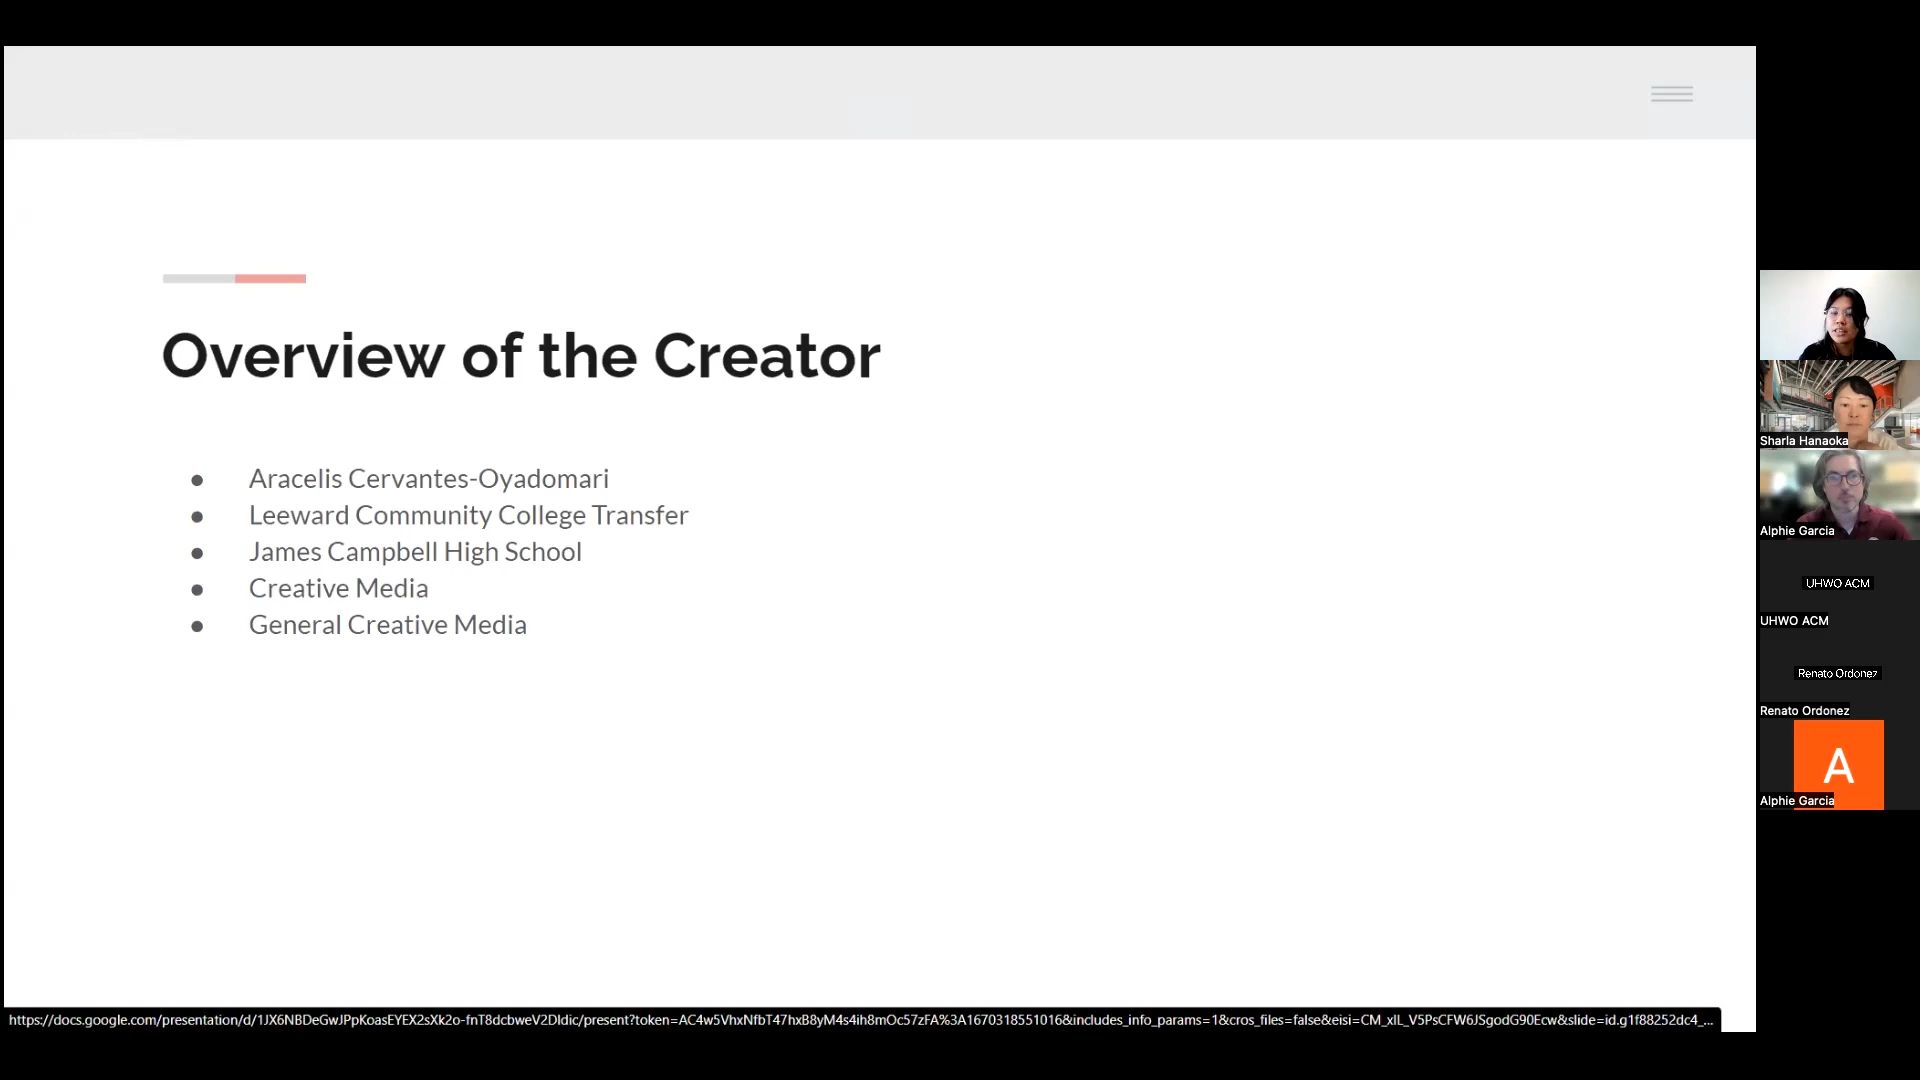 Overview of the Creator
Aracelis Cervantes-Oyadomari
Leeward Community College Transfer
James Campbell High School
Creative Media
General Creative Media
Sharla Hanaoka
Alphie Garcia
UHWO ACM
UHWO ACM
Renato Ordonez
Renato Ordonez
A
Alphie Garcia
https://docs.google.com/presentation/d/1JX6NBDeGwJPpKoasEYEX2sXk2o-fnT8dcbweV2DIdic/present?token=AC4w5VhxNfbT47hxB8yM4s4ih8mOc57zFA%3A1670318551016&includes_info_params=1&cros_files=false&eisi=CM_xlL_V5PsCFW6JSgodG90Ecw&slide=id.g1f88252dc4_...